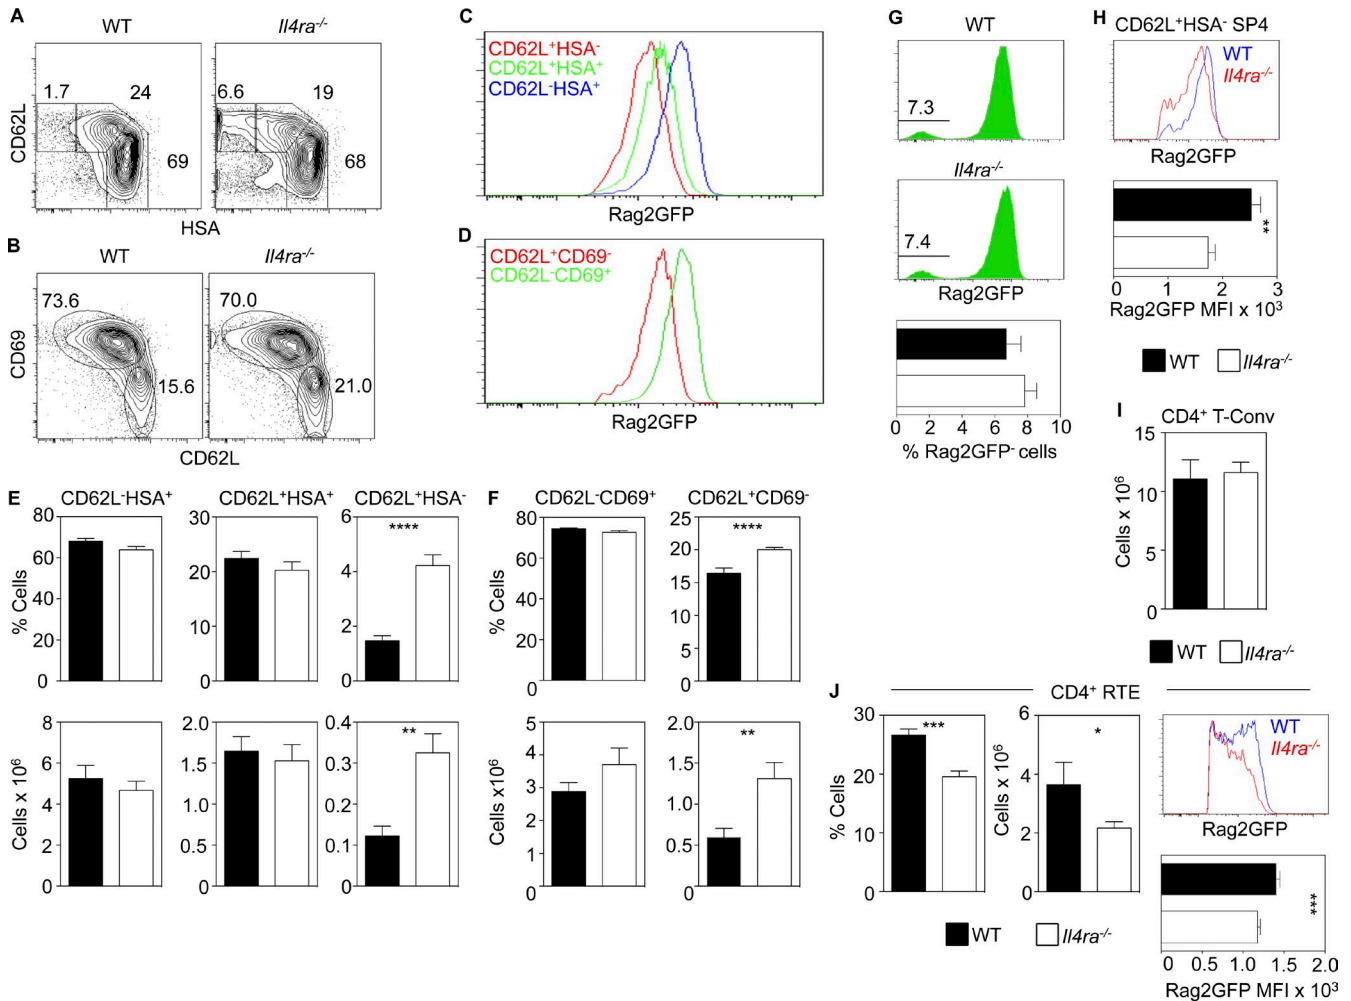 A
WT
Il4ra-/-
1.7
24
6.6
19
69
68
CD62L
HSA
B
WT
Il4ra-/-
73.6
70.0
15.6
21.0
CD69
CD62L
C
CD62L+HSA-
CD62L+HSA+
CD62L-HSA+
Rag2GFP
D
CD62L+CD69-
CD62L-CD69+
Rag2GFP
E
CD62L-HSA+
CD62L+HSA+
CD62L+HSA-
80
60
40
20
0
% Cells
30
20
10
0
6
4
2
0
****
8
6
4
2
0
Cells x 10⁶
2.0
1.5
1.0
0.5
0
0.4
0.3
0.2
0.1
0
**
F
CD62L-CD69+
CD62L+CD69-
80
60
40
20
0
25
20
15
10
5
0
****
5
4
3
2
1
0
Cells x10⁶
2.0
1.5
1.0
0.5
0
**
G
WT
7.3
Il4ra-/-
7.4
Rag2GFP
0 2 4 6 8 10
% Rag2GFP- cells
H
CD62L+HSA- SP4
WT
Il4ra-/-
Rag2GFP
**
0 1 2 3
Rag2GFP MFI x 10³
WT Il4ra-/-
I
CD4+ T-Conv
15
10
5
0
Cells x 10⁶
WT Il4ra-/-
J
CD4+ RTE
30
20
10
0
% Cells
***
6
4
2
0
Cells x 10⁶
*
WT Il4ra-/-
WT
Il4ra-/-
Rag2GFP
***
0 0.5 1.0 1.5 2.0
Rag2GFP MFI x 10³